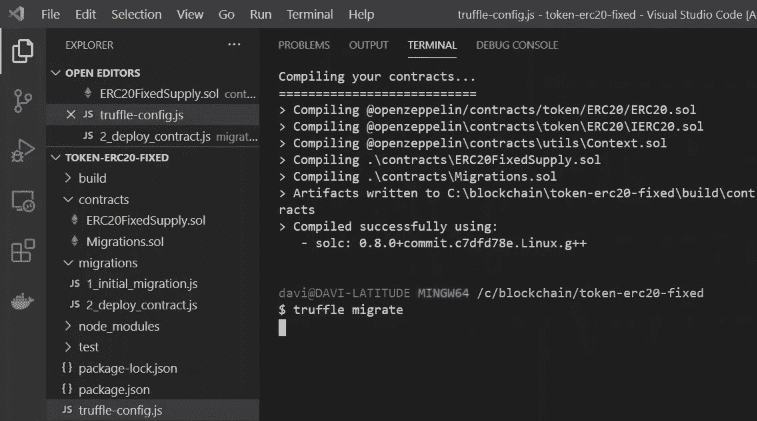 File Edit Selection View Go Run Terminal Help truffle-config.js - token-erc20-fixed - Visual Studio Code [A
EXPLORER ...
OPEN EDITORS
ERC20FixedSupply.sol cont...
JS truffle-config.js
JS 2_deploy_contract.js migrat...
TOKEN-ERC20-FIXED
build
contracts
ERC20FixedSupply.sol
Migrations.sol
migrations
JS 1_initial_migration.js
JS 2_deploy_contract.js
node_modules
test
{} package-lock.json
{} package.json
JS truffle-config.js
PROBLEMS OUTPUT TERMINAL DEBUG CONSOLE
Compiling your contracts...
===========================
> Compiling @openzeppelin/contracts/token/ERC20/ERC20.sol
> Compiling @openzeppelin\contracts\token\ERC20\IERC20.sol
> Compiling @openzeppelin\contracts\utils\Context.sol
> Compiling .\contracts\ERC20FixedSupply.sol
> Compiling .\contracts\Migrations.sol
> Artifacts written to C:\blockchain\token-erc20-fixed\build\cont
racts
> Compiled successfully using:
- solc: 0.8.0+commit.c7dfd78e.Linux.g++
davi@DAVI-LATITUDE MINGW64 /c/blockchain/token-erc20-fixed
$ truffle migrate